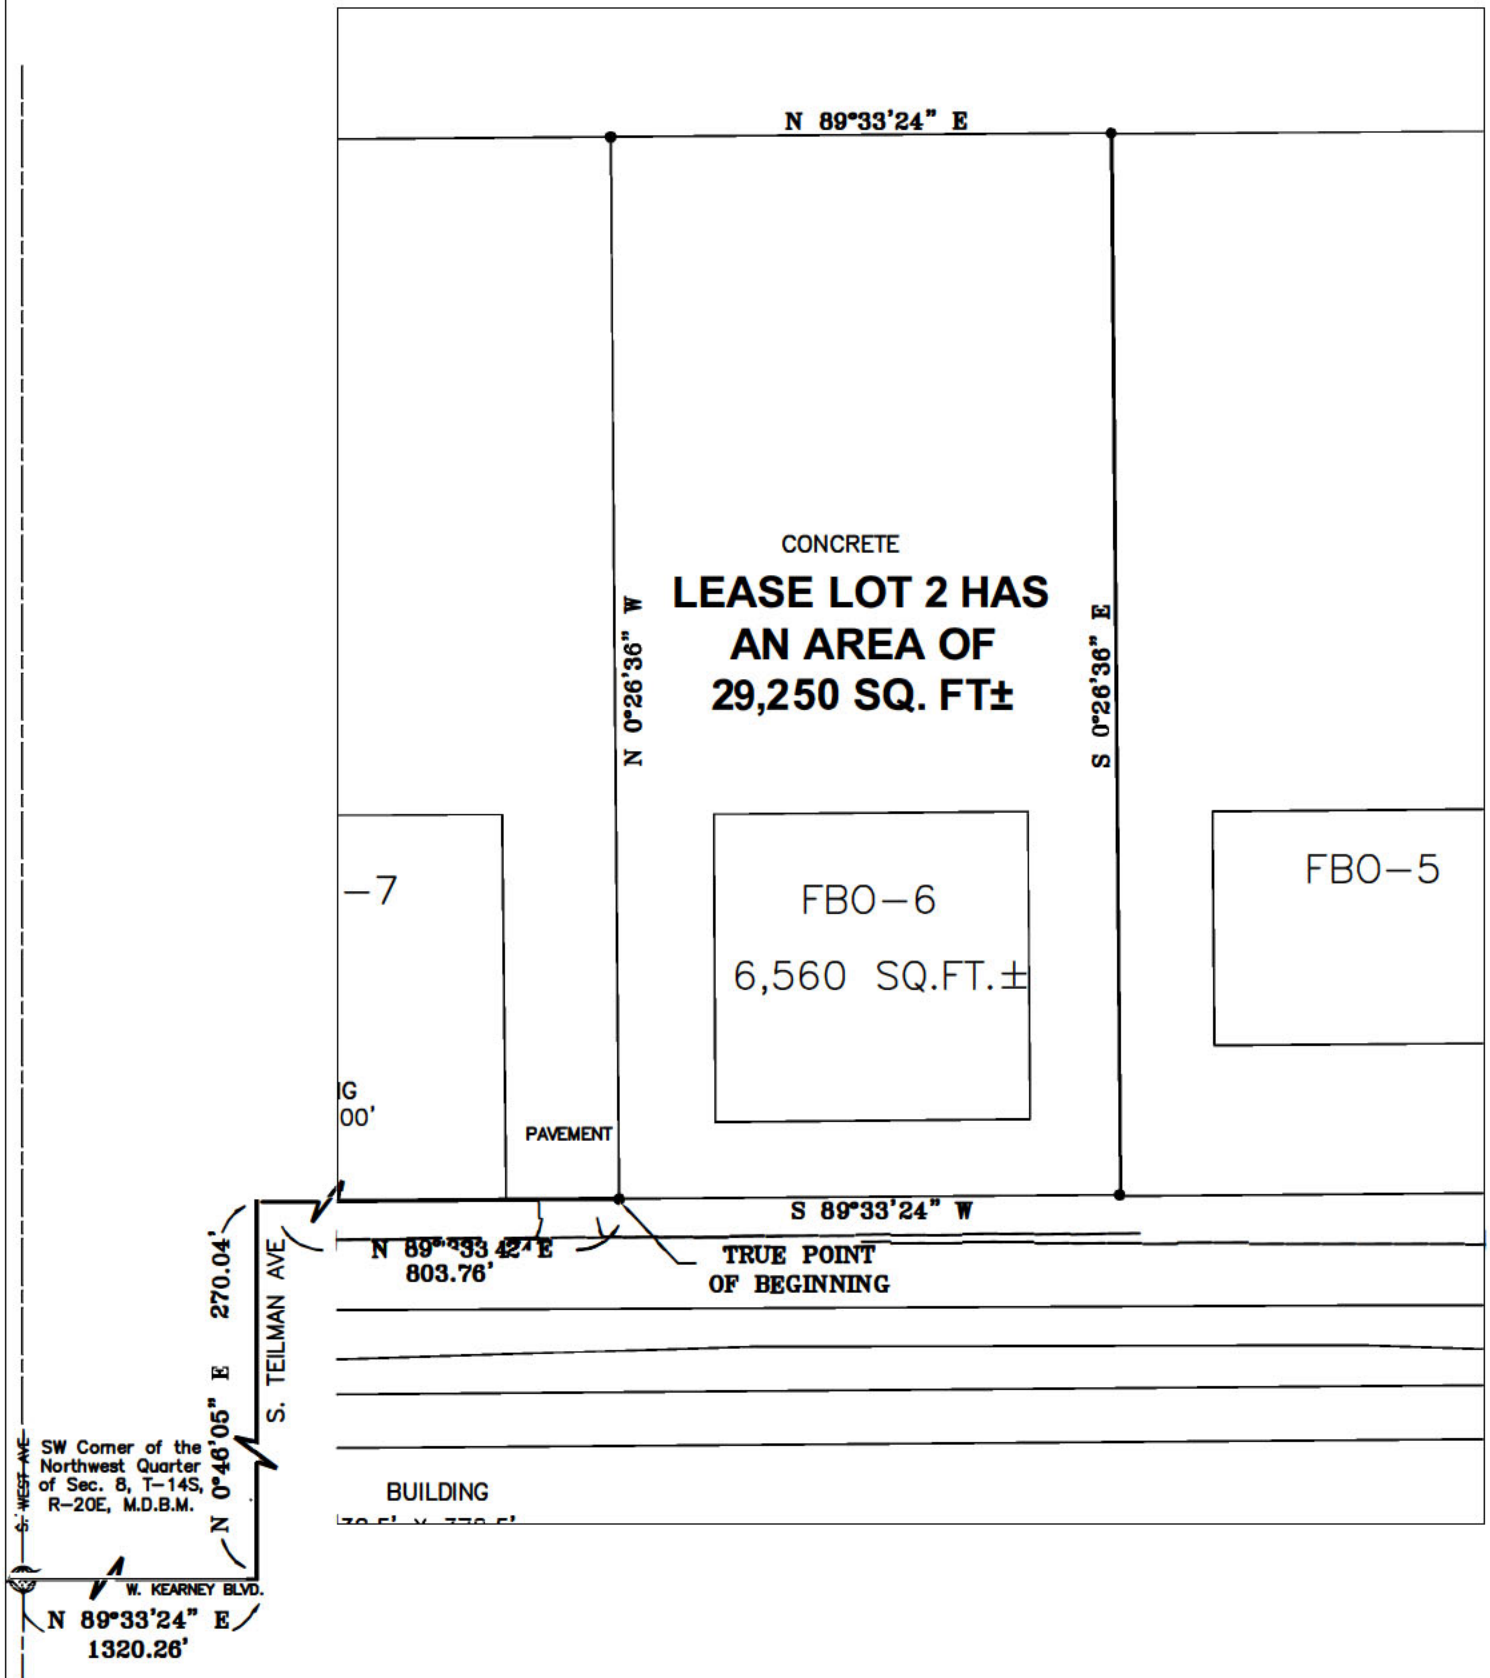 N 89°33'24" E
CONCRETE
LEASE LOT 2 HAS
AN AREA OF
29,250 SQ. FT±
N 0°26'36" W
S 0°26'36" E
-7
FBO-6
6,560 SQ.FT.±
FBO-5
00'
PAVEMENT
S 89°33'24" W
TRUE POINT
OF BEGINNING
803.76'
N 0°46'05" E 270.04'
S. TEILMAN AVE
S. WEST AVE
SW Corner of the
Northwest Quarter
of Sec. 8, T-14S,
R-20E, M.D.B.M.
BUILDING
W. KEARNEY BLVD.
N 89°33'24" E
1320.26'